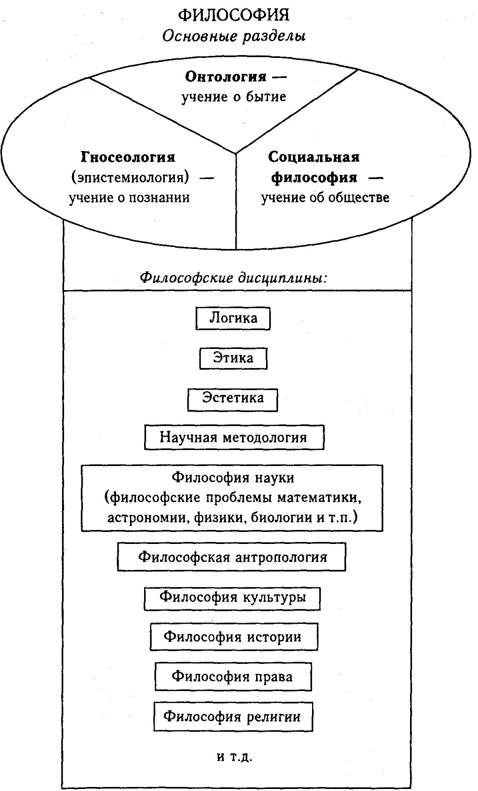 ФИЛОСОФИЯ
Основные разделы
Онтология —
учение о бытие
Гносеология
(эпистемиология) —
учение о познании
Социальная
философия —
учение об обществе
Философские дисциплины:
Логика
Этика
Эстетика
Научная методология
Философия науки
(философские проблемы математики,
астрономии, физики, биологии и т.п.)
Философская антропология
Философия культуры
Философия истории
Философия права
Философия религии
и т.д.